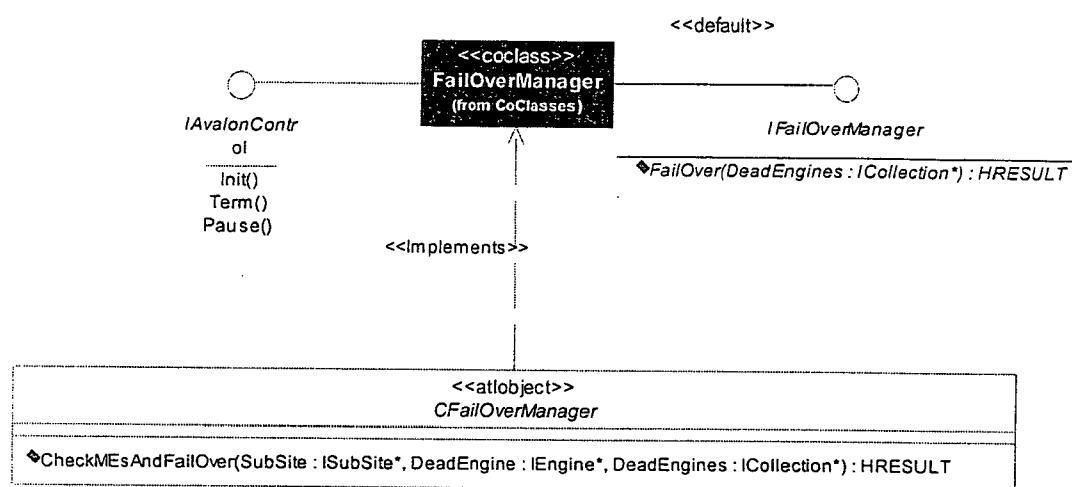 <<default>>
<<coclass>>
FailOverManager
(from CoClasses)
IAvalonContr
ol
Init()
Term()
Pause()
IFailOverManager
FailOver(DeadEngines : ICollection*) : HRESULT
<<Implements>>
<<atlobject>>
CFailOverManager
CheckMEsAndFailOver(SubSite : ISubSite*, DeadEngine : IEngine*, DeadEngines : ICollection*) : HRESULT